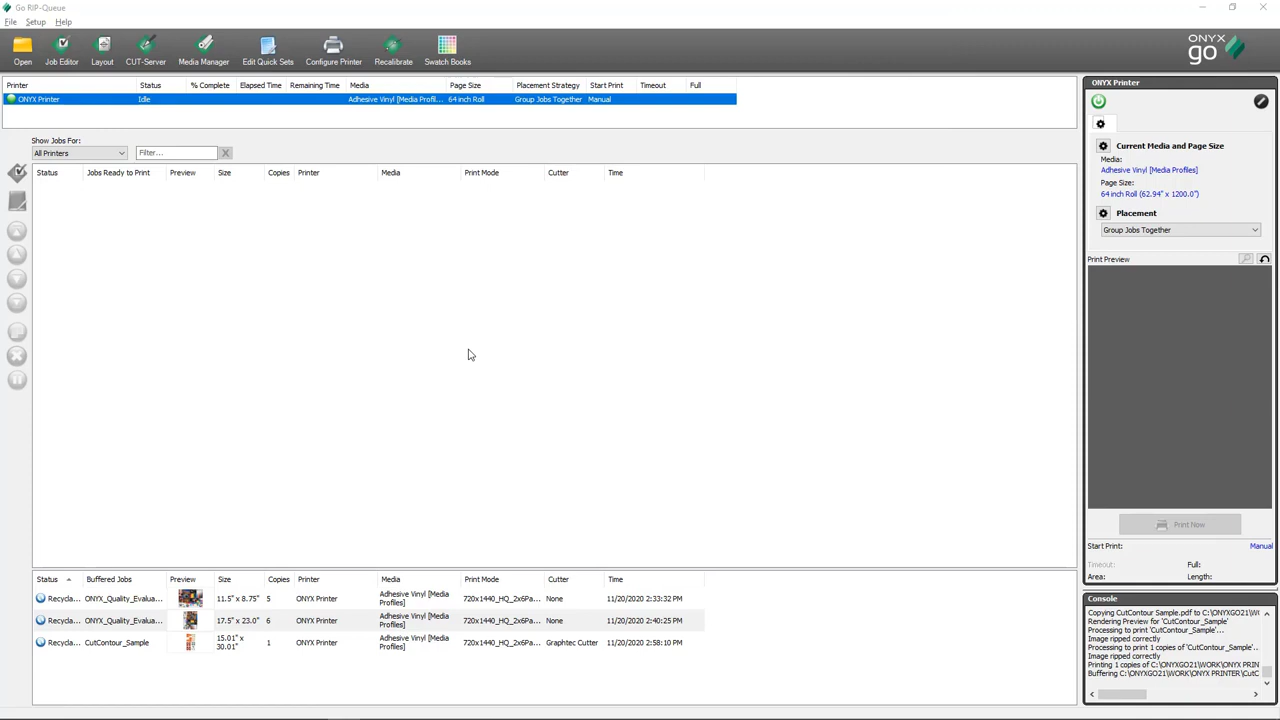 Go RIP-Queue
File Setup Help
Open Job Editor Layout CUT-Server Media Manager Edit Quick Sets Configure Printer Recalibrate Swatch Books
ONYX
go
Printer Status % Complete Elapsed Time Remaining Time Media Page Size Placement Strategy Start Print Timeout Full
ONYX Printer Idle Adhesive Vinyl [Media Profil... 64 inch Roll Group Jobs Together Manual
Show Jobs For:
All Printers Filter... X
Status Jobs Ready to Print Preview Size Copies Printer Media Print Mode Cutter Time
ONYX Printer
Current Media and Page Size
Media:
Adhesive Vinyl [Media Profiles]
Page Size:
64 inch Roll (62.94" x 1200.0")
Placement
Group Jobs Together
Print Preview
Print Now
Start Print: Manual
Timeout: Full:
Area: Length:
Status Buffered Jobs Preview Size Copies Printer Media Print Mode Cutter Time
Recycla... ONYX_Quality_Evalua... 11.5" x 8.75" 5 ONYX Printer Adhesive Vinyl [Media Profiles] 720x1440_HQ_2x6Pa... None 11/20/2020 2:33:32 PM
Recycla... ONYX_Quality_Evalua... 17.5" x 23.0" 6 ONYX Printer Adhesive Vinyl [Media Profiles] 720x1440_HQ_2x6Pa... None 11/20/2020 2:40:25 PM
Recycla... CutContour_Sample 15.01" x 30.01" 1 ONYX Printer Adhesive Vinyl [Media Profiles] 720x1440_HQ_2x6Pa... Graphtec Cutter 11/20/2020 2:58:10 PM
Console
Copying CutContour Sample.pdf to C:\ONYXGO21\W
Rendering Preview for 'CutContour_Sample'
Processing to print 'CutContour_Sample'...
Image ripped correctly
Processing to print 1 copies of 'CutContour_Sample'...
Image ripped correctly
Printing 1 copies of C:\ONYXGO21\WORK\ONYX PRIN
Buffering C:\ONYXGO21\WORK\ONYX PRINTER\CutC